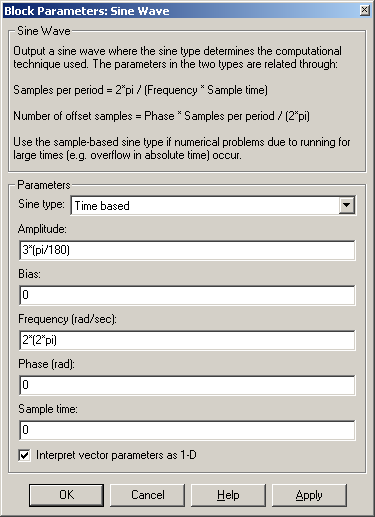 Block Parameters: Sine Wave
Sine Wave
Output a sine wave where the sine type determines the computational
technique used. The parameters in the two types are related through:
Samples per period = 2*pi / (Frequency * Sample time)
Number of offset samples = Phase * Samples per period / (2*pi)
Use the sample-based sine type if numerical problems due to running for
large times (e.g. overflow in absolute time) occur.
Parameters
Sine type: Time based
Amplitude:
3*(pi/180)
Bias:
0
Frequency (rad/sec):
2*(2*pi)
Phase (rad):
0
Sample time:
0
Interpret vector parameters as 1-D
OK Cancel Help Apply